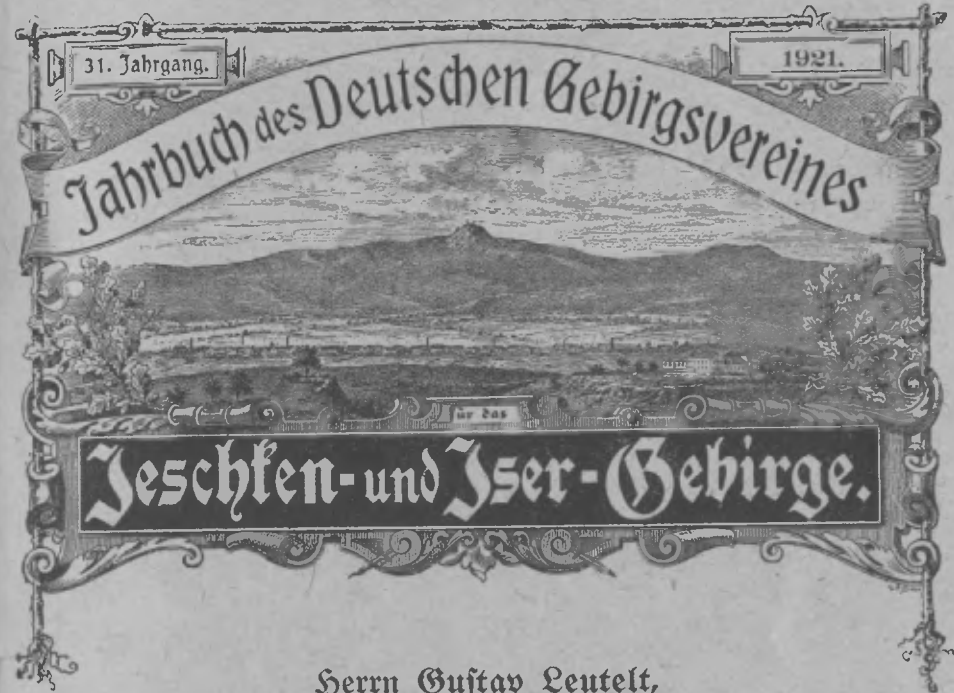 31. Jahrgang.
1921.
Jahrbuch des Deutschen Gebirgsvereines
für das
Jeschken- und Iser-Gebirge.
Herrn Gustav Leutelt,